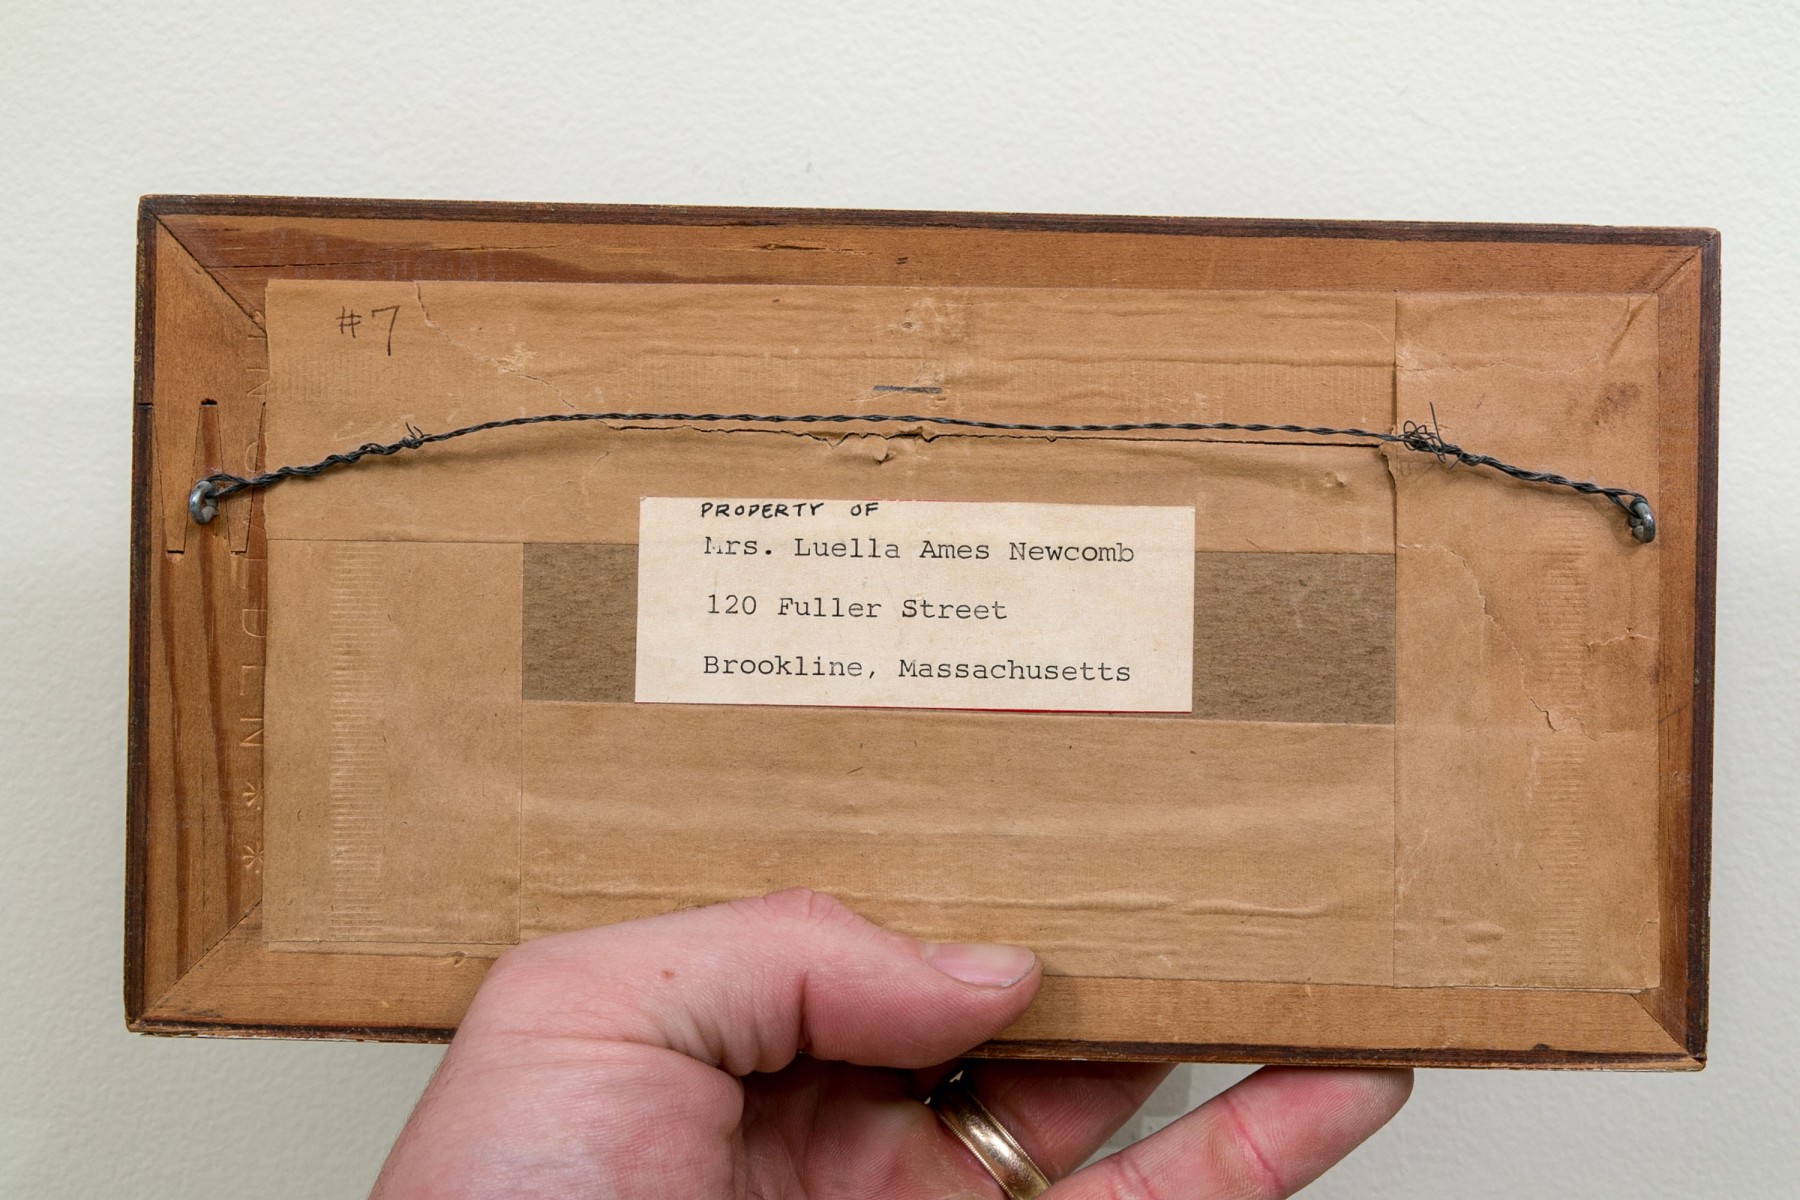 #7
PROPERTY OF
Mrs. Luella Ames Newcomb
120 Fuller Street
Brookline, Massachusetts